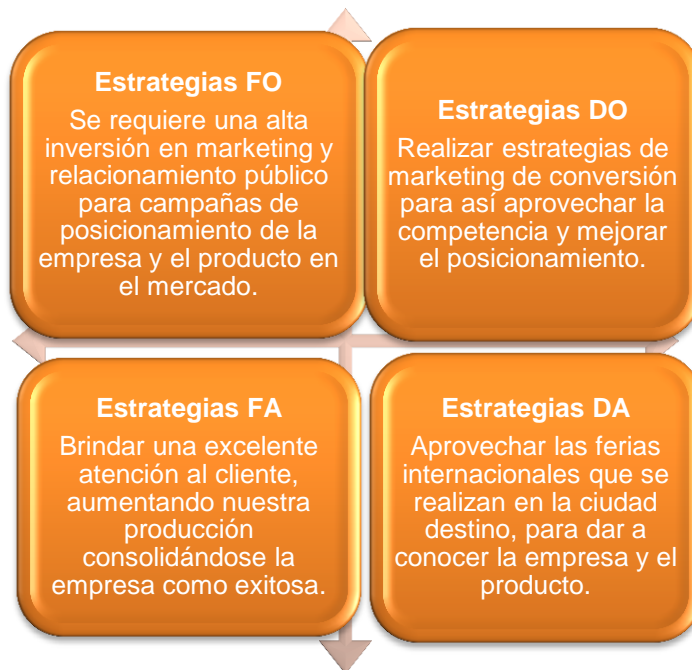 Estrategias FO
Se requiere una alta
inversión en marketing y
relacionamiento público
para campañas de
posicionamiento de la
empresa y el producto en
el mercado.
Estrategias DO
Realizar estrategias de
marketing de conversión
para así aprovechar la
competencia y mejorar
el posicionamiento.
Estrategias FA
Brindar una excelente
atención al cliente,
aumentando nuestra
producción
consolidándose la
empresa como exitosa.
Estrategias DA
Aprovechar las ferias
internacionales que se
realizan en la ciudad
destino, para dar a
conocer la empresa y el
producto.